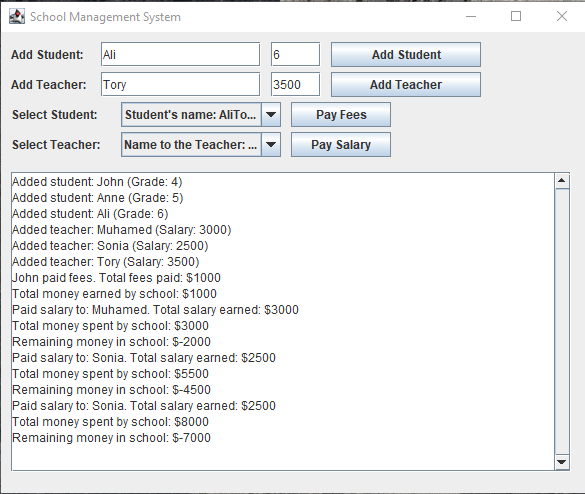 School Management System
Add Student: Ali 6 Add Student
Add Teacher: Tory 3500 Add Teacher
Select Student: Student's name: AliTo... Pay Fees
Select Teacher: Name to the Teacher: ... Pay Salary
Added student: John (Grade: 4)
Added student: Anne (Grade: 5)
Added student: Ali (Grade: 6)
Added teacher: Muhamed (Salary: 3000)
Added teacher: Sonia (Salary: 2500)
Added teacher: Tory (Salary: 3500)
John paid fees. Total fees paid: $1000
Total money earned by school: $1000
Paid salary to: Muhamed. Total salary earned: $3000
Total money spent by school: $3000
Remaining money in school: $-2000
Paid salary to: Sonia. Total salary earned: $2500
Total money spent by school: $5500
Remaining money in school: $-4500
Paid salary to: Sonia. Total salary earned: $2500
Total money spent by school: $8000
Remaining money in school: $-7000